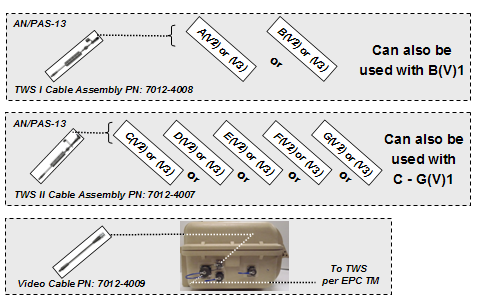 AN/PAS-13
A(V2) or (V3)
or
B(V2) or (V3)
Can also be
used with B(V)1
TWS I Cable Assembly PN: 7012-4008
AN/PAS-13
C(V2) or (V3)
or
D(V2) or (V3)
or
E(V2) or (V3)
or
F(V2) or (V3)
or
G(V2) or (V3)
Can also be
used with
C - G(V)1
TWS II Cable Assembly PN: 7012-4007
Video Cable PN: 7012-4009
To TWS
per EPC TM